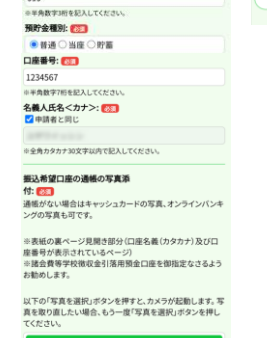 ※半角数字3桁を記入してください。
預貯金種別: 必須
普通 当座 貯蓄
口座番号: 必須
1234567
※半角数字7桁を記入してください。
名義人氏名<カナ>: 必須
申請者と同じ
※全角カタカナ30文字以内で記入してください。
振込希望口座の通帳の写真添
付: 必須
通帳がない場合はキャッシュカードの写真、オンラインバンキ
ングの写真も可です。
※表紙の裏ページ見開き部分(口座名義(カタカナ)及び口
座番号が表示されているページ)
※諸会費等学校徴収金引落用預金口座を御指定なさるよう
お勧めします。
以下の「写真を選択」ボタンを押すと、カメラが起動します。写
真を取り直したい場合、もう一度「写真を選択」ボタンを押し
てください。